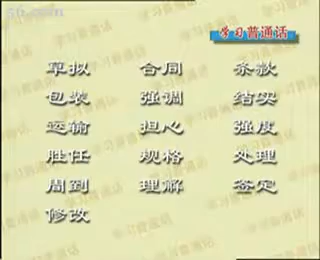 学习普通话
草拟 合同 条款
包装 强调 结实
运输 担心 强度
胜任 规格 处理
周到 理解 签定
修改